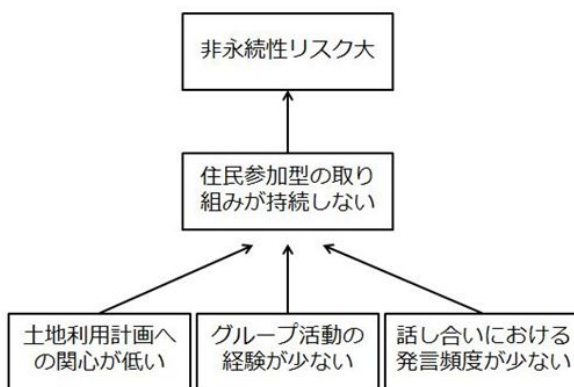 非永続性リスク大
住民参加型の取り
組みが持続しない
土地利用計画へ
の関心が低い
グループ活動の
経験が少ない
話し合いにおける
発言頻度が少ない